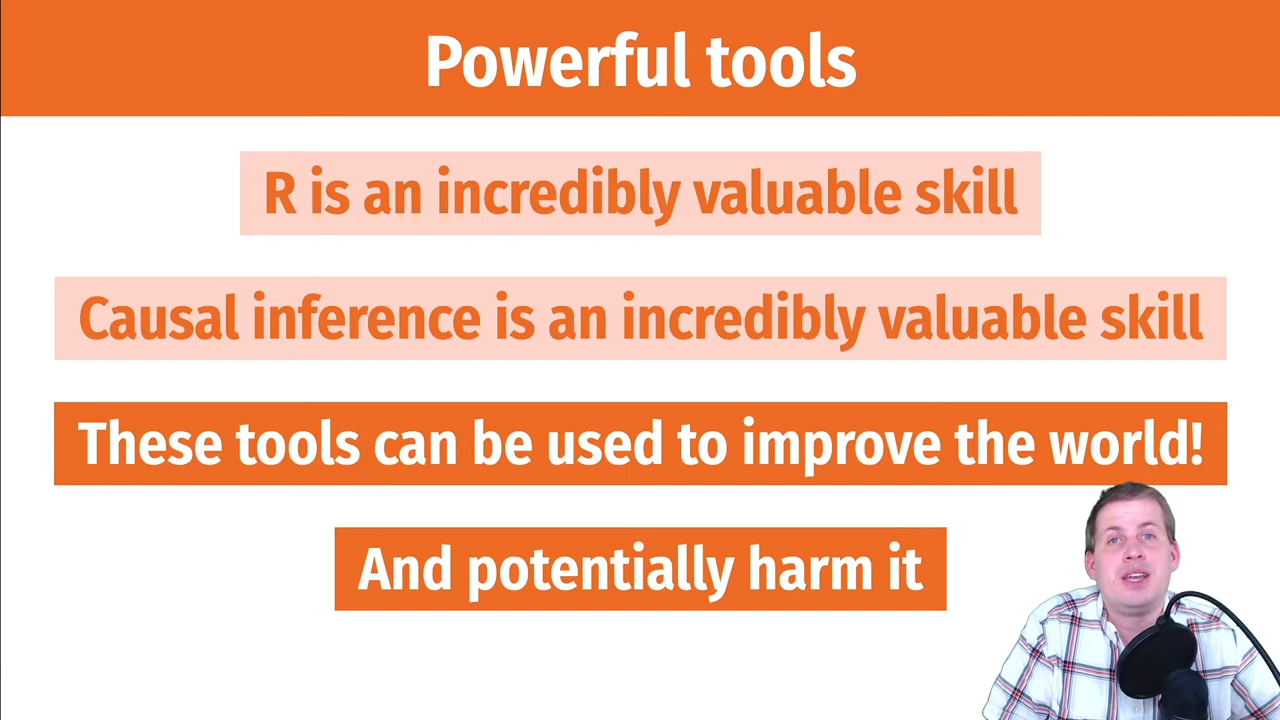 Powerful tools
R is an incredibly valuable skill
Causal inference is an incredibly valuable skill
These tools can be used to improve the world!
And potentially harm it